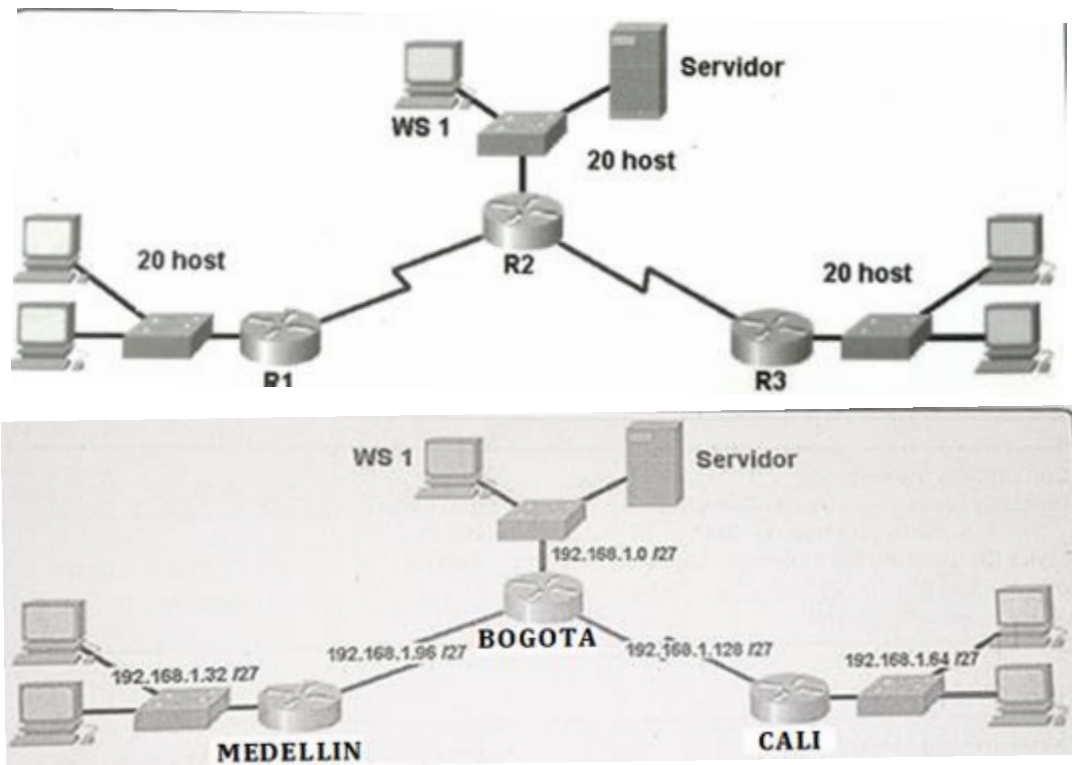 Servidor
WS 1
20 host
R2
20 host
20 host
R1
R3
WS 1
Servidor
192.168.1.0 /27
BOGOTA
192.168.1.96 /27
192.168.1.128 /27
192.168.1.32 /27
192.168.1.64 /27
MEDELLIN
CALI